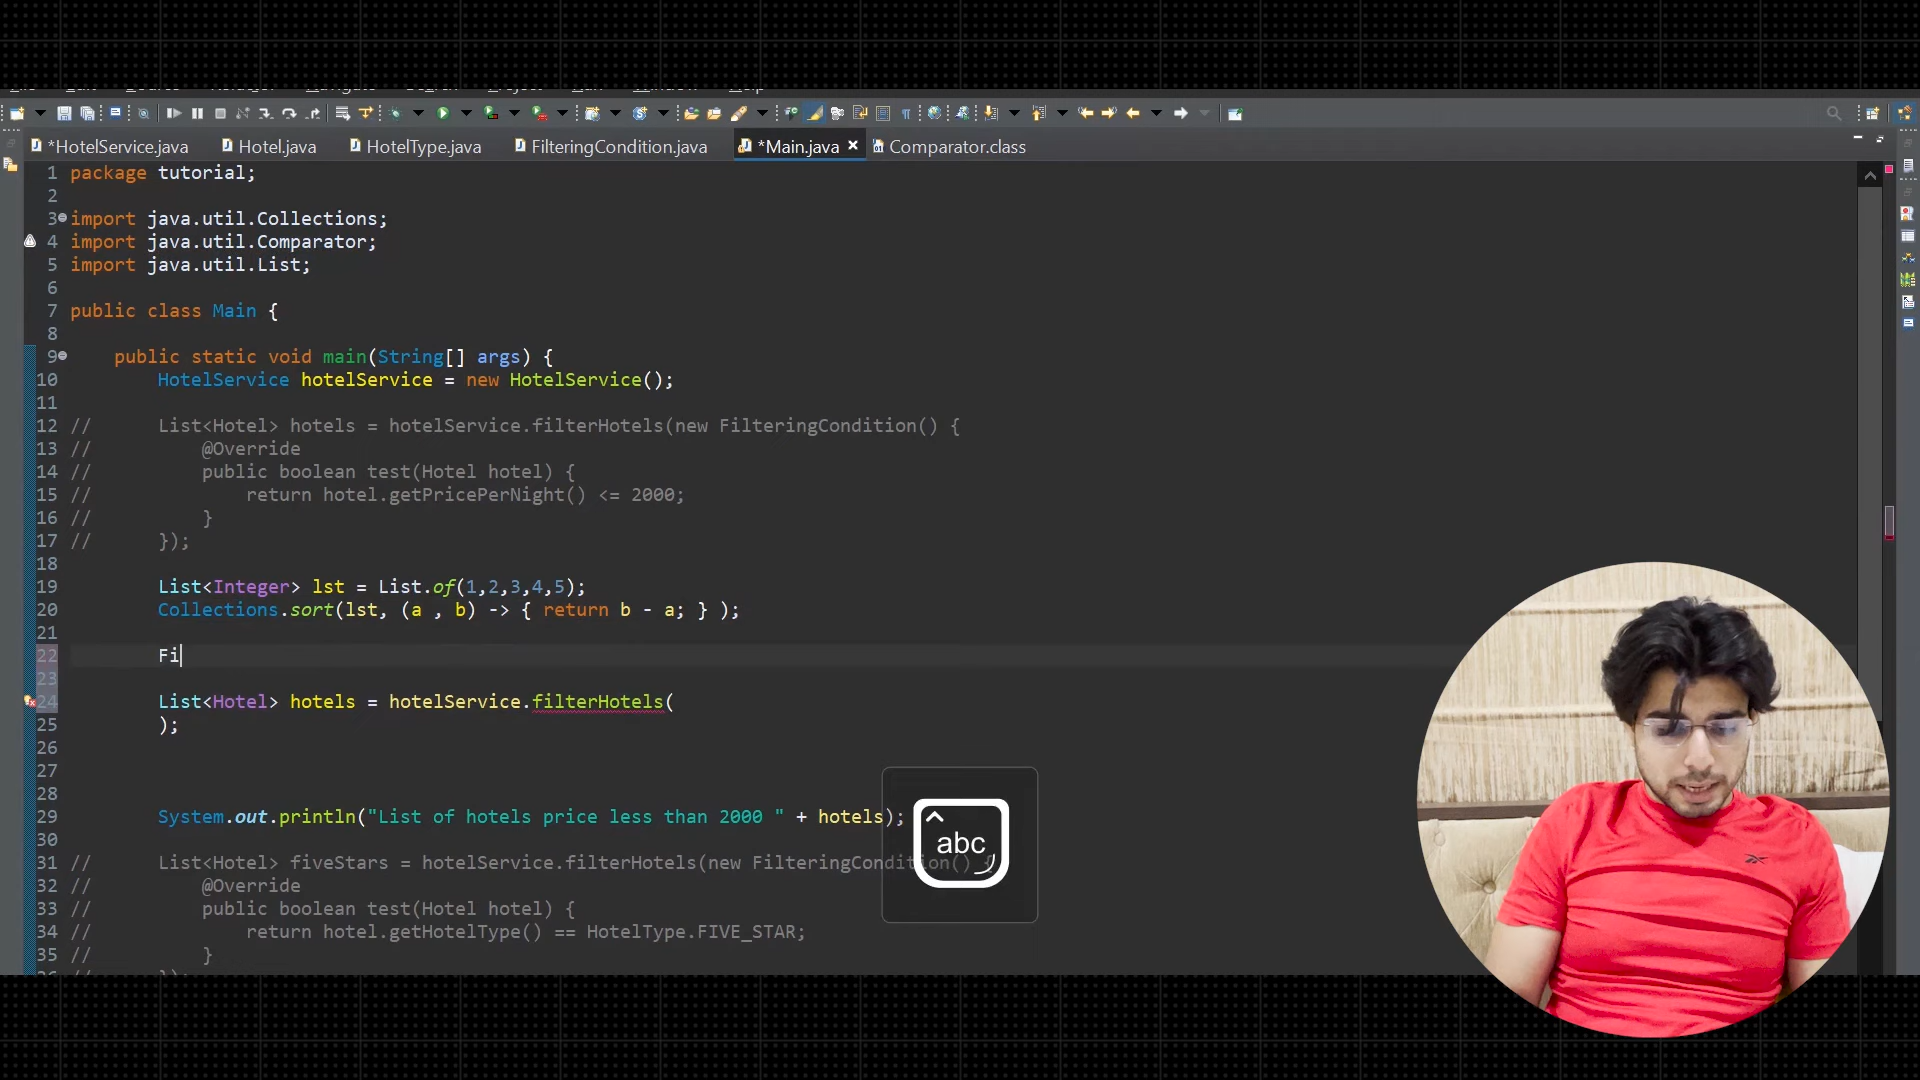 *HotelService.java Hotel.java HotelType.java FilteringCondition.java *Main.java Comparator.class
1 package tutorial;
2
3 import java.util.Collections;
4 import java.util.Comparator;
5 import java.util.List;
6
7 public class Main {
8
9 public static void main(String[] args) {
10 HotelService hotelService = new HotelService();
11
12 // List<Hotel> hotels = hotelService.filterHotels(new FilteringCondition() {
13 // @Override
14 // public boolean test(Hotel hotel) {
15 // return hotel.getPricePerNight() <= 2000;
16 // }
17 // });
18
19 List<Integer> lst = List.of(1,2,3,4,5);
20 Collections.sort(lst, (a , b) -> { return b - a; } );
21
22 Fi
23
24 List<Hotel> hotels = hotelService.filterHotels(
25 );
26
27
28
29 System.out.println("List of hotels price less than 2000 " + hotels);
30
31 // List<Hotel> fiveStars = hotelService.filterHotels(new FilteringCondition() {
32 // @Override
33 // public boolean test(Hotel hotel) {
34 // return hotel.getHotelType() == HotelType.FIVE_STAR;
35 // }
abc